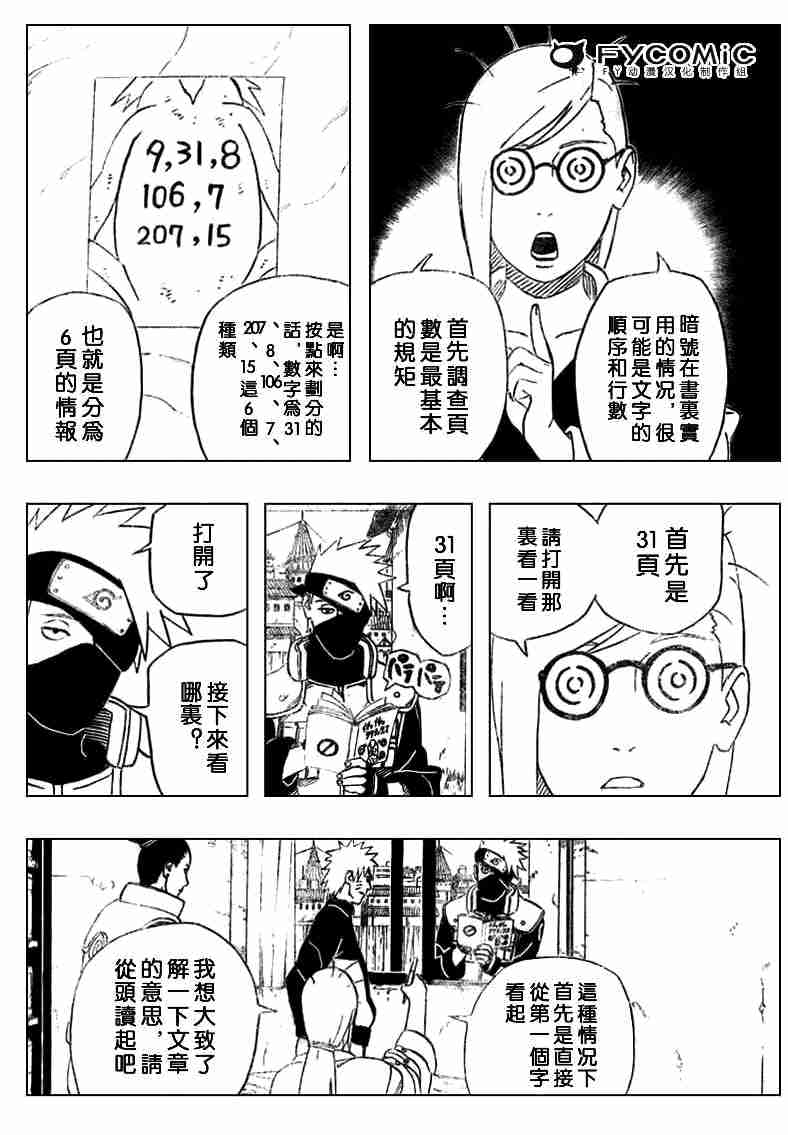 FYCOMIC
FY动漫汉化制作组
暗號在書裏實
用的情况，很
可能是文字的
順序和行數
首先調查頁
數是最基本
的規矩
9,31,8
106,7
207,15
是啊…
按點來劃分的
話，數字爲31
、8、106、7、
207、15這6個
種類
也就是分爲
6頁的情報
首先是
31頁
請打開那
裏看一看
31頁啊…
パラパラ
打開了
接下來看
哪裏？
這種情况下
首先是直接
從第一個字
看起
我想大致了
解一下文章
的意思，請
從頭讀起吧